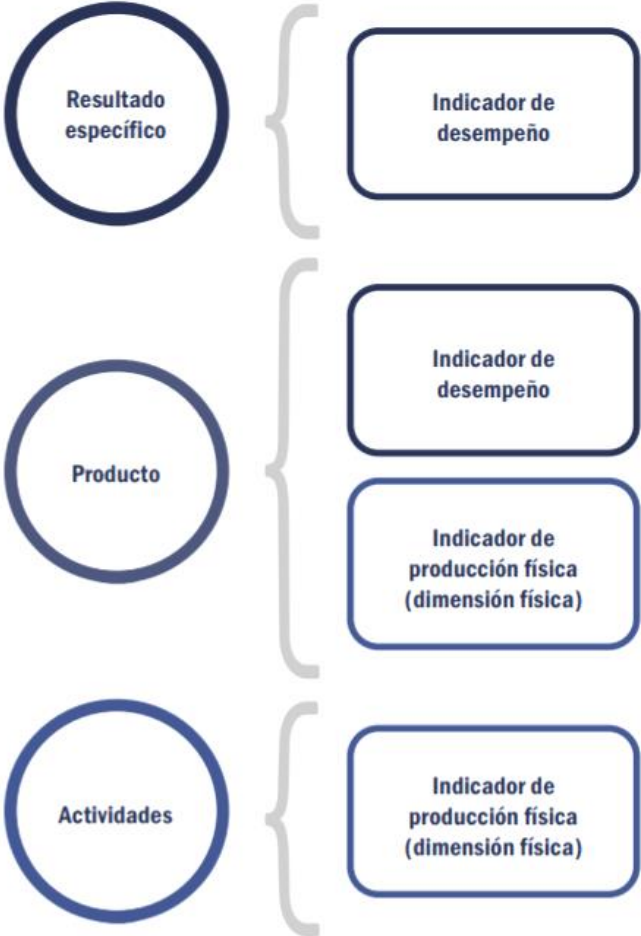 Resultado
específico
Indicador de
desempeño
Producto
Indicador de
desempeño
Indicador de
producción física
(dimensión física)
Actividades
Indicador de
producción física
(dimensión física)